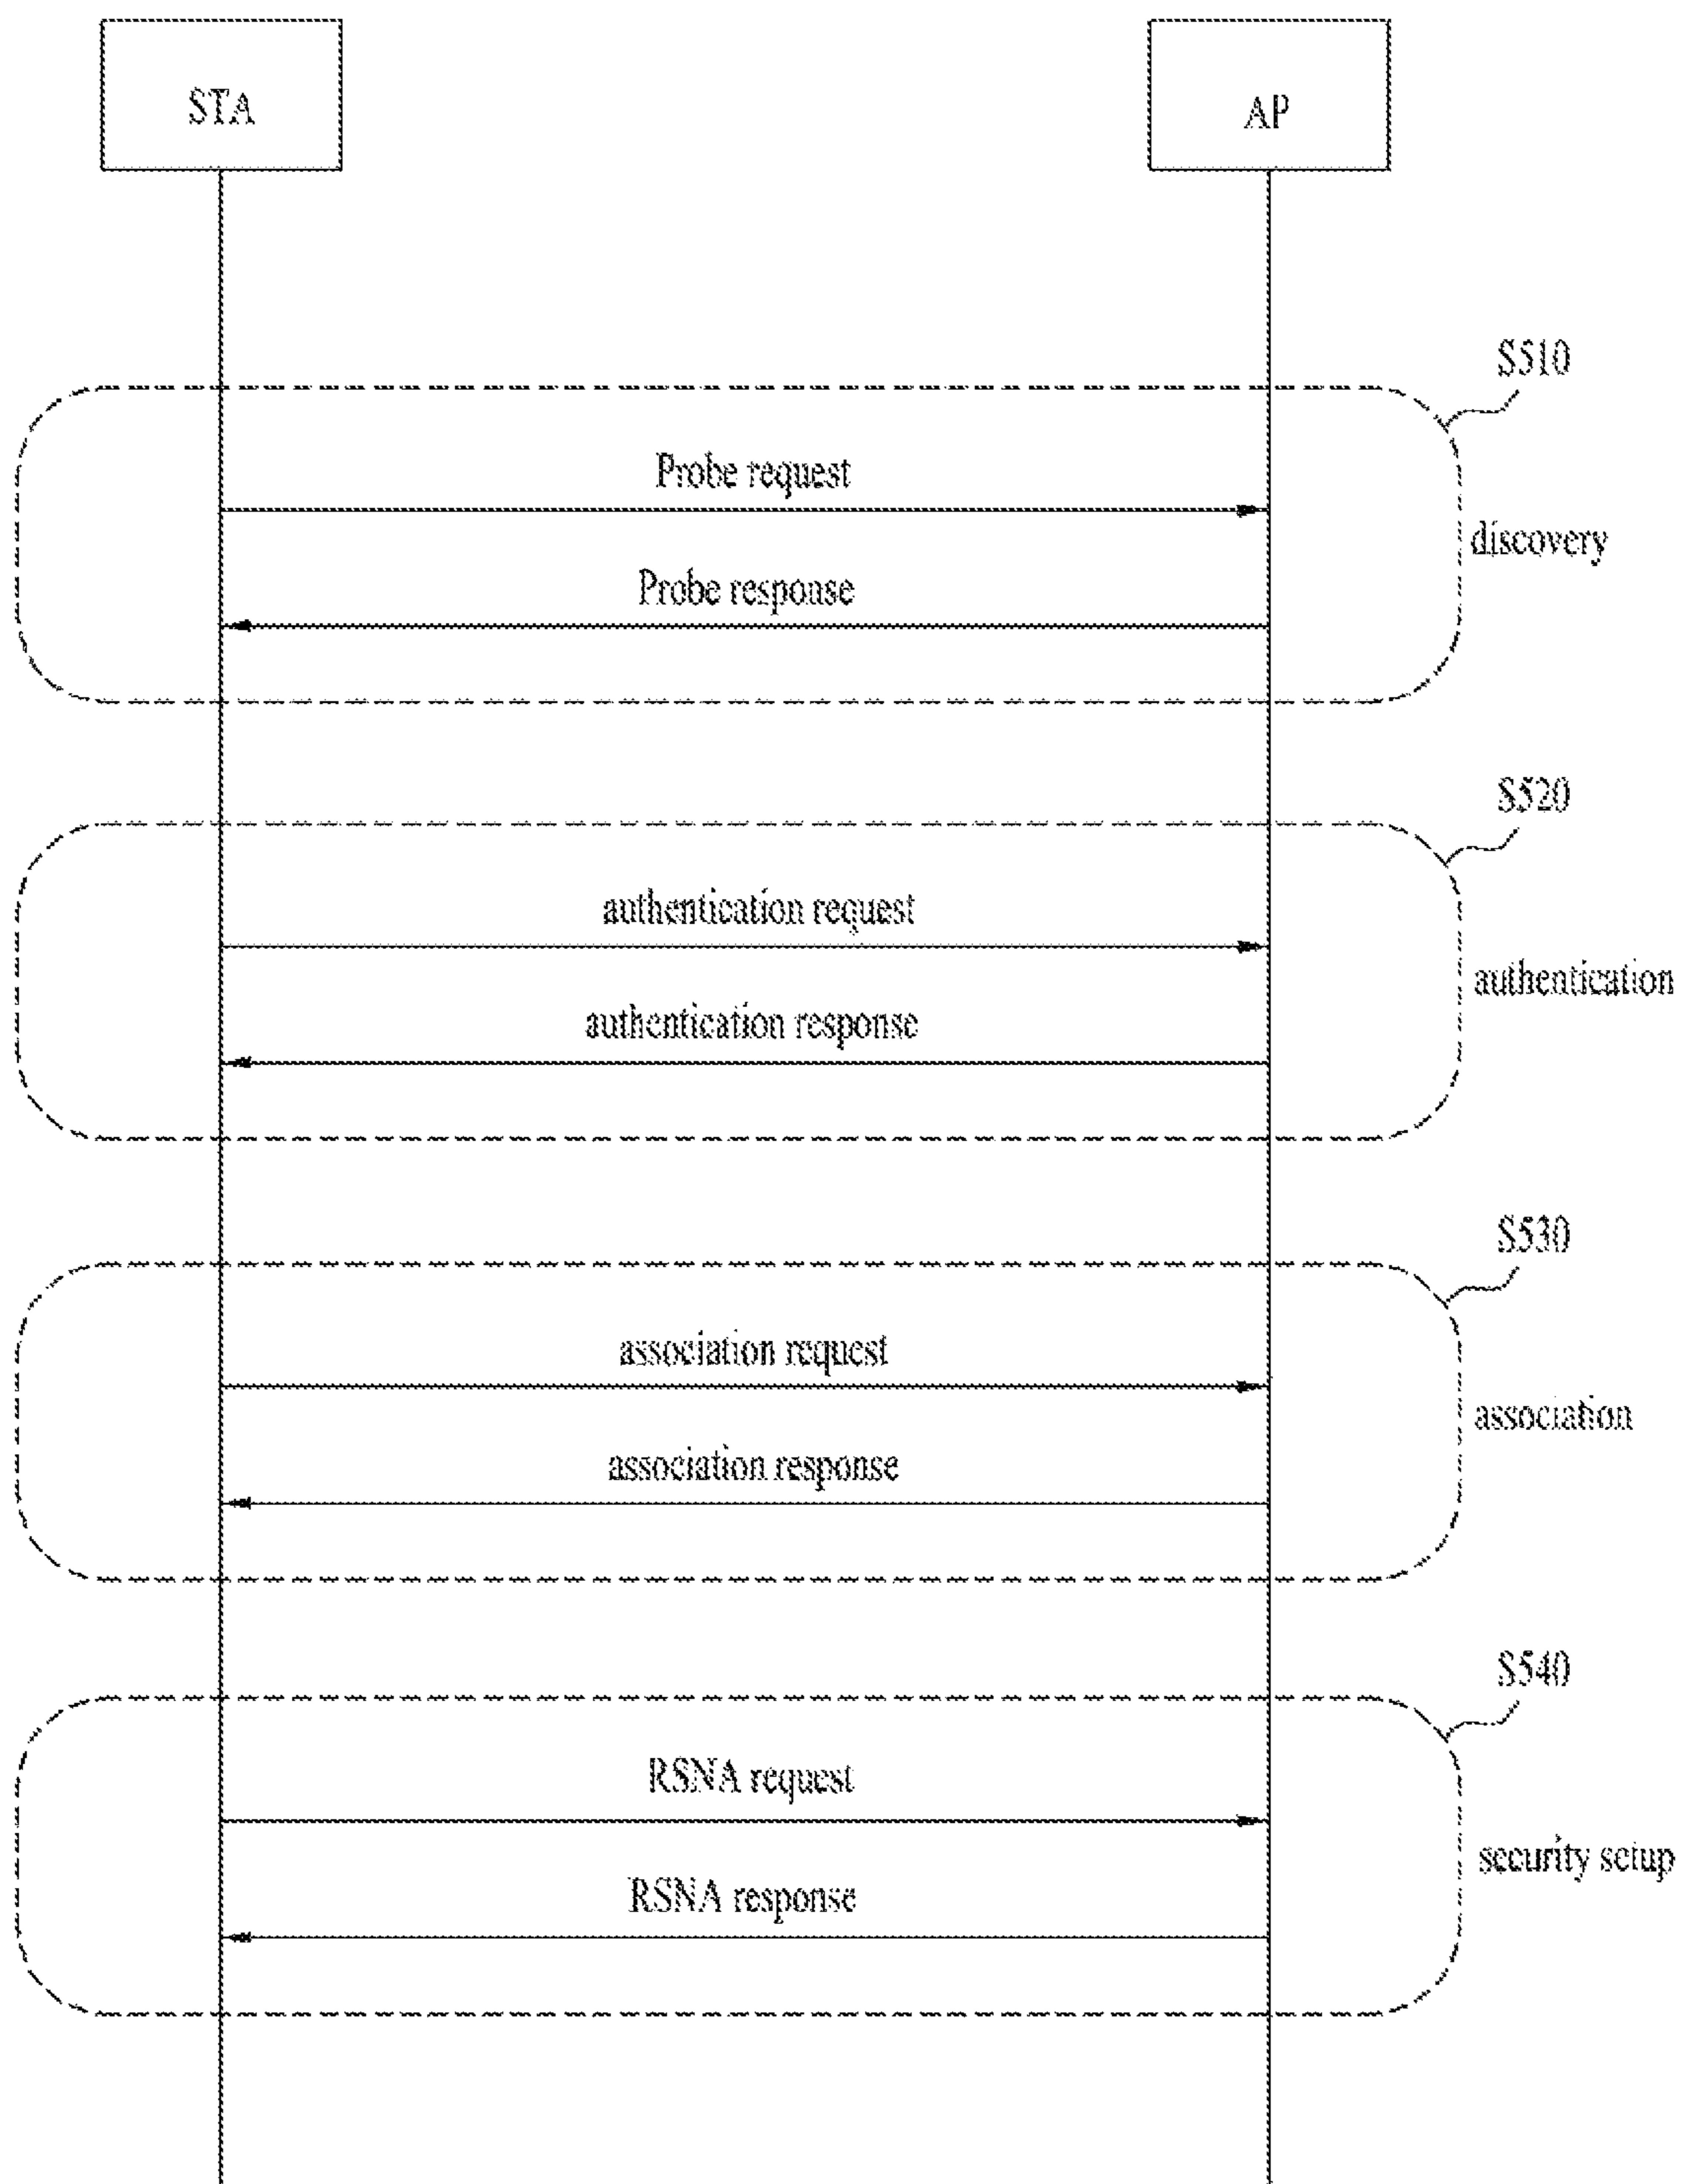 STA
AP
S510
Probe request
discovery
Probe response
S520
authentication request
authentication
authentication response
S530
association request
association
association response
S540
RSNA request
security setup
RSNA response